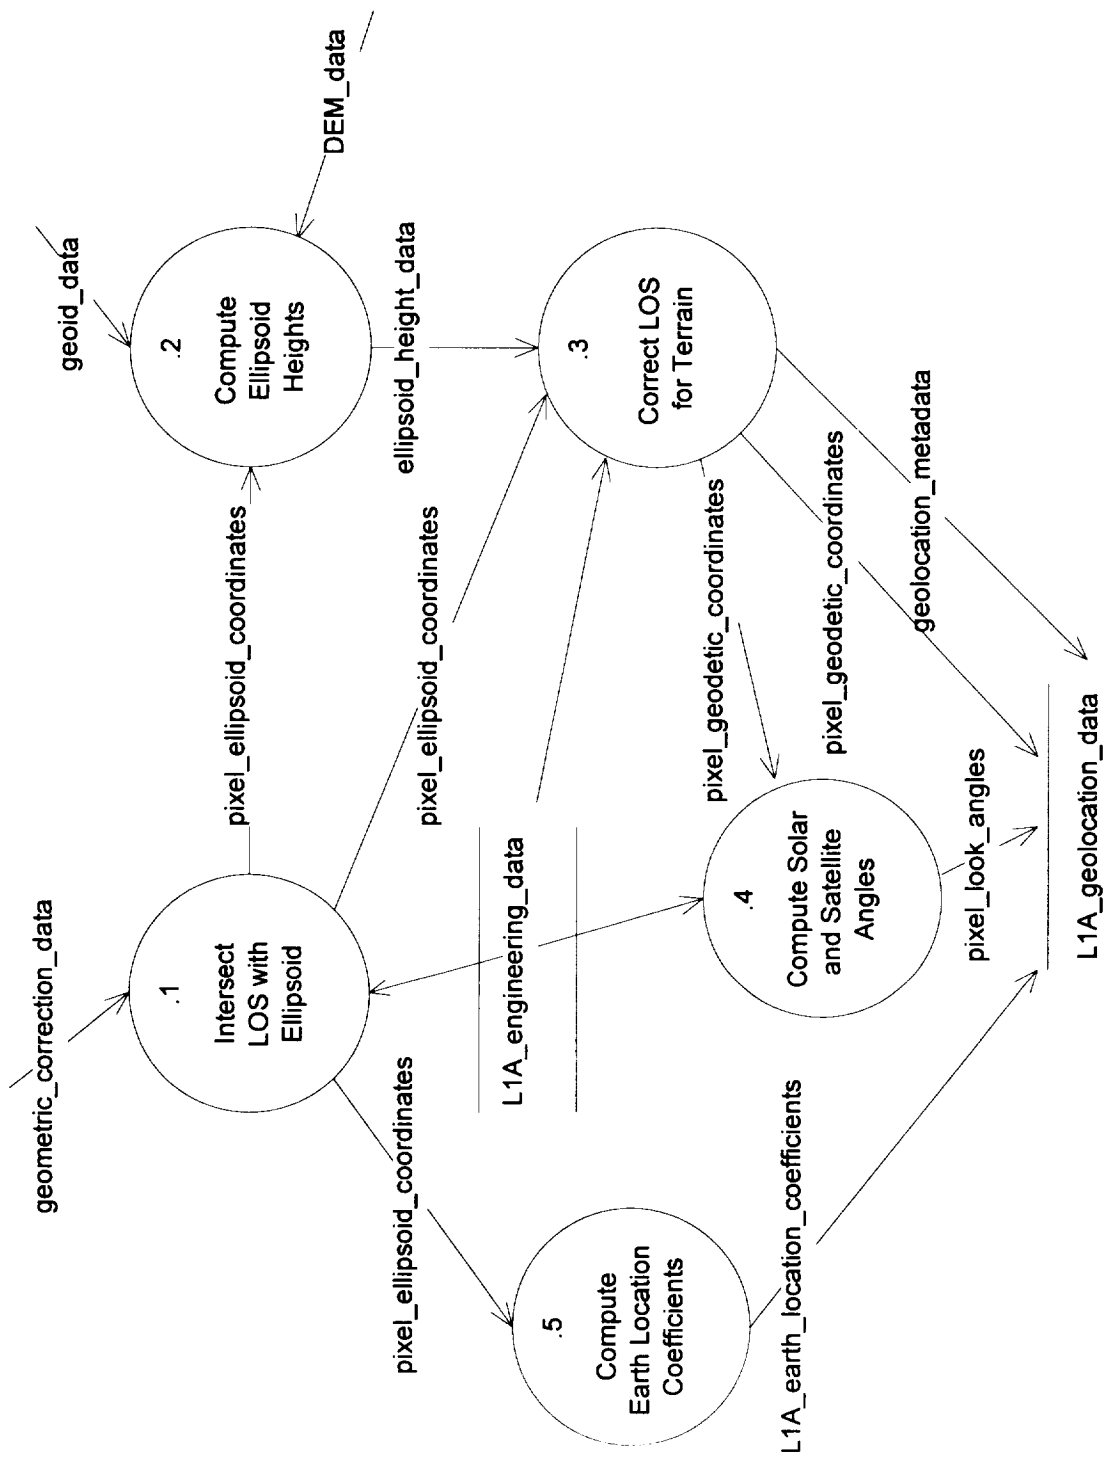 geometric_correction_data
geoid_data
DEM_data
.1
Intersect
LOS with
Ellipsoid
pixel_ellipsoid_coordinates
.2
Compute
Ellipsoid
Heights
pixel_ellipsoid_coordinates
pixel_ellipsoid_coordinates
ellipsoid_height_data
L1A_engineering_data
.5
Compute
Earth Location
Coefficients
.4
Compute Solar
and Satellite
Angles
.3
Correct LOS
for Terrain
pixel_geodetic_coordinates
pixel_geodetic_coordinates
geolocation_metadata
L1A_earth_location_coefficients
pixel_look_angles
L1A_geolocation_data